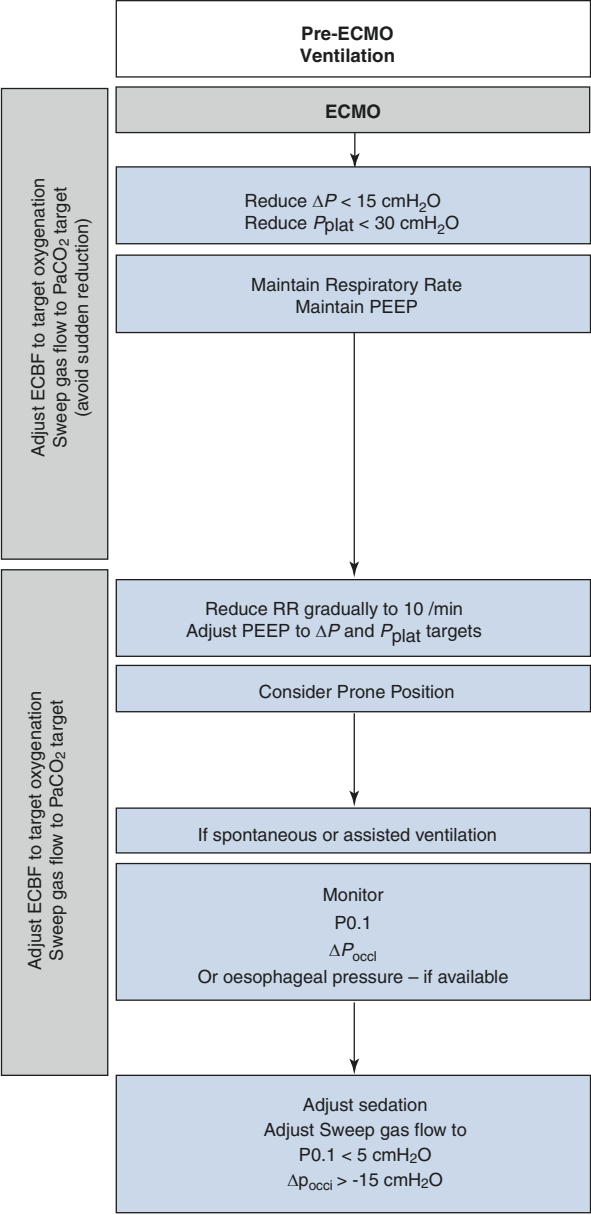 Pre-ECMO
Ventilation
ECMO
Adjust ECBF to target oxygenation
Sweep gas flow to PaCO₂ target
(avoid sudden reduction)
Reduce ΔP < 15 cmH₂O
Reduce Pplat < 30 cmH₂O
Maintain Respiratory Rate
Maintain PEEP
Adjust ECBF to target oxygenation
Sweep gas flow to PaCO₂ target
Reduce RR gradually to 10 /min
Adjust PEEP to ΔP and Pplat targets
Consider Prone Position
If spontaneous or assisted ventilation
Monitor
P0.1
ΔPoccl
Or oesophageal pressure – if available
Adjust sedation
Adjust Sweep gas flow to
P0.1 < 5 cmH₂O
Δpocci > -15 cmH₂O